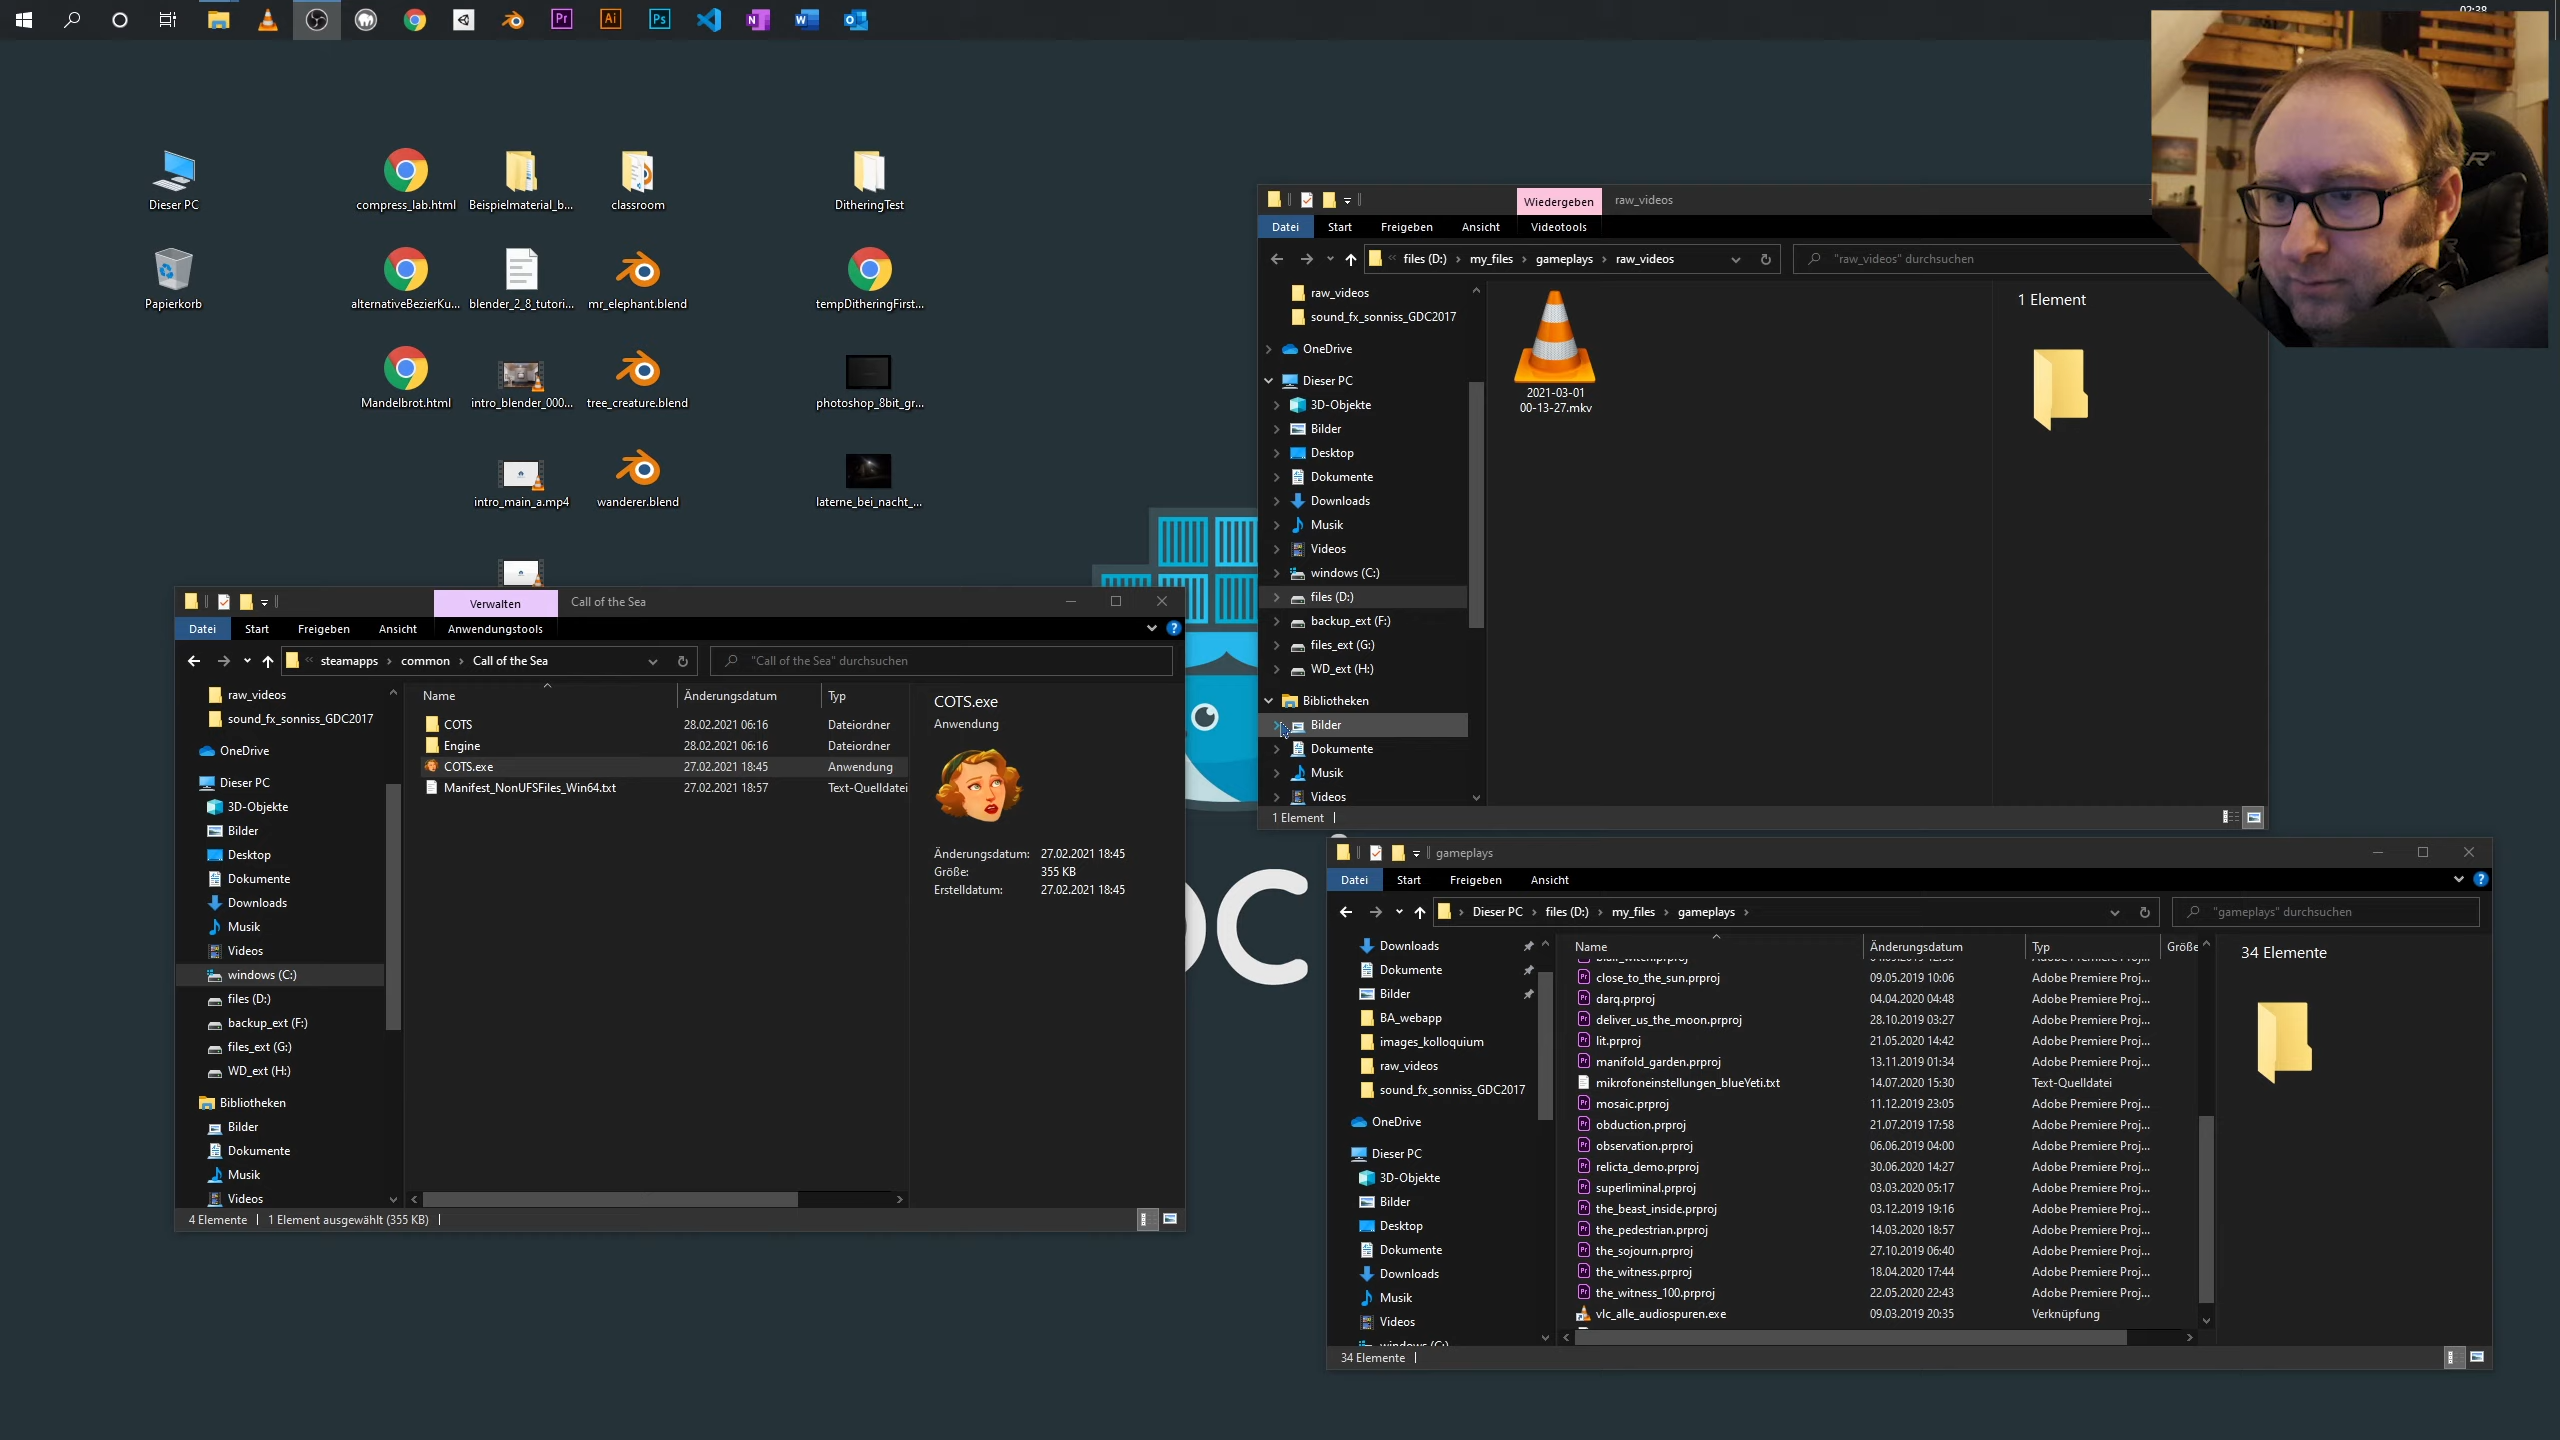 02:38
Dieser PC
compress_lab.html
Beispielmaterial_b...
classroom
DitheringTest
Papierkorb
alternativeBezierKu...
blender_2_8_tutori...
mr_elephant.blend
tempDitheringFirst...
Mandelbrot.html
intro_blender_000...
tree_creature.blend
photoshop_8bit_gr...
intro_main_a.mp4
wanderer.blend
laterne_bei_nacht_...
Wiedergeben
raw_videos
Datei
Start
Freigeben
Ansicht
Videotools
files (D:) my_files gameplays raw_videos
"raw_videos" durchsuchen
raw_videos
sound_fx_sonniss_GDC2017
OneDrive
Dieser PC
3D-Objekte
Bilder
Desktop
Dokumente
Downloads
Musik
Videos
windows (C:)
files (D:)
backup_ext (F:)
files_ext (G:)
WD_ext (H:)
Bibliotheken
Bilder
Dokumente
Musik
Videos
2021-03-01
00-13-27.mkv
1 Element
1 Element
Verwalten
Call of the Sea
Datei
Start
Freigeben
Ansicht
Anwendungstools
steamapps common Call of the Sea
"Call of the Sea" durchsuchen
raw_videos
sound_fx_sonniss_GDC2017
OneDrive
Dieser PC
3D-Objekte
Bilder
Desktop
Dokumente
Downloads
Musik
Videos
windows (C:)
files (D:)
backup_ext (F:)
files_ext (G:)
WD_ext (H:)
Bibliotheken
Bilder
Dokumente
Musik
Videos
Name Änderungsdatum Typ
COTS 28.02.2021 06:16 Dateiordner
Engine 28.02.2021 06:16 Dateiordner
COTS.exe 27.02.2021 18:45 Anwendung
Manifest_NonUFSFiles_Win64.txt 27.02.2021 18:57 Text-Quelldatei
COTS.exe
Anwendung
Änderungsdatum: 27.02.2021 18:45
Größe: 355 KB
Erstelldatum: 27.02.2021 18:45
4 Elemente 1 Element ausgewählt (355 KB)
gameplays
Datei
Start
Freigeben
Ansicht
Dieser PC files (D:) my_files gameplays
"gameplays" durchsuchen
Downloads
Dokumente
Bilder
BA_webapp
images_kolloquium
raw_videos
sound_fx_sonniss_GDC2017
OneDrive
Dieser PC
3D-Objekte
Bilder
Desktop
Dokumente
Downloads
Musik
Videos
windows (C:)
Name Änderungsdatum Typ Größe
close_to_the_sun.prproj 09.05.2019 10:06 Adobe Premiere Proj...
darq.prproj 04.04.2020 04:48 Adobe Premiere Proj...
deliver_us_the_moon.prproj 28.10.2019 03:27 Adobe Premiere Proj...
lit.prproj 21.05.2020 14:42 Adobe Premiere Proj...
manifold_garden.prproj 13.11.2019 01:34 Adobe Premiere Proj...
mikrofoneinstellungen_blueYeti.txt 14.07.2020 15:30 Text-Quelldatei
mosaic.prproj 11.12.2019 23:05 Adobe Premiere Proj...
obduction.prproj 21.07.2019 17:58 Adobe Premiere Proj...
observation.prproj 06.06.2019 04:00 Adobe Premiere Proj...
relicta_demo.prproj 30.06.2020 14:27 Adobe Premiere Proj...
superliminal.prproj 03.03.2020 05:17 Adobe Premiere Proj...
the_beast_inside.prproj 03.12.2019 19:16 Adobe Premiere Proj...
the_pedestrian.prproj 14.03.2020 18:57 Adobe Premiere Proj...
the_sojourn.prproj 27.10.2019 06:40 Adobe Premiere Proj...
the_witness.prproj 18.04.2020 17:44 Adobe Premiere Proj...
the_witness_100.prproj 22.05.2020 22:43 Adobe Premiere Proj...
vlc_alle_audiospuren.exe 09.03.2019 20:35 Verknüpfung
34 Elemente
34 Elemente